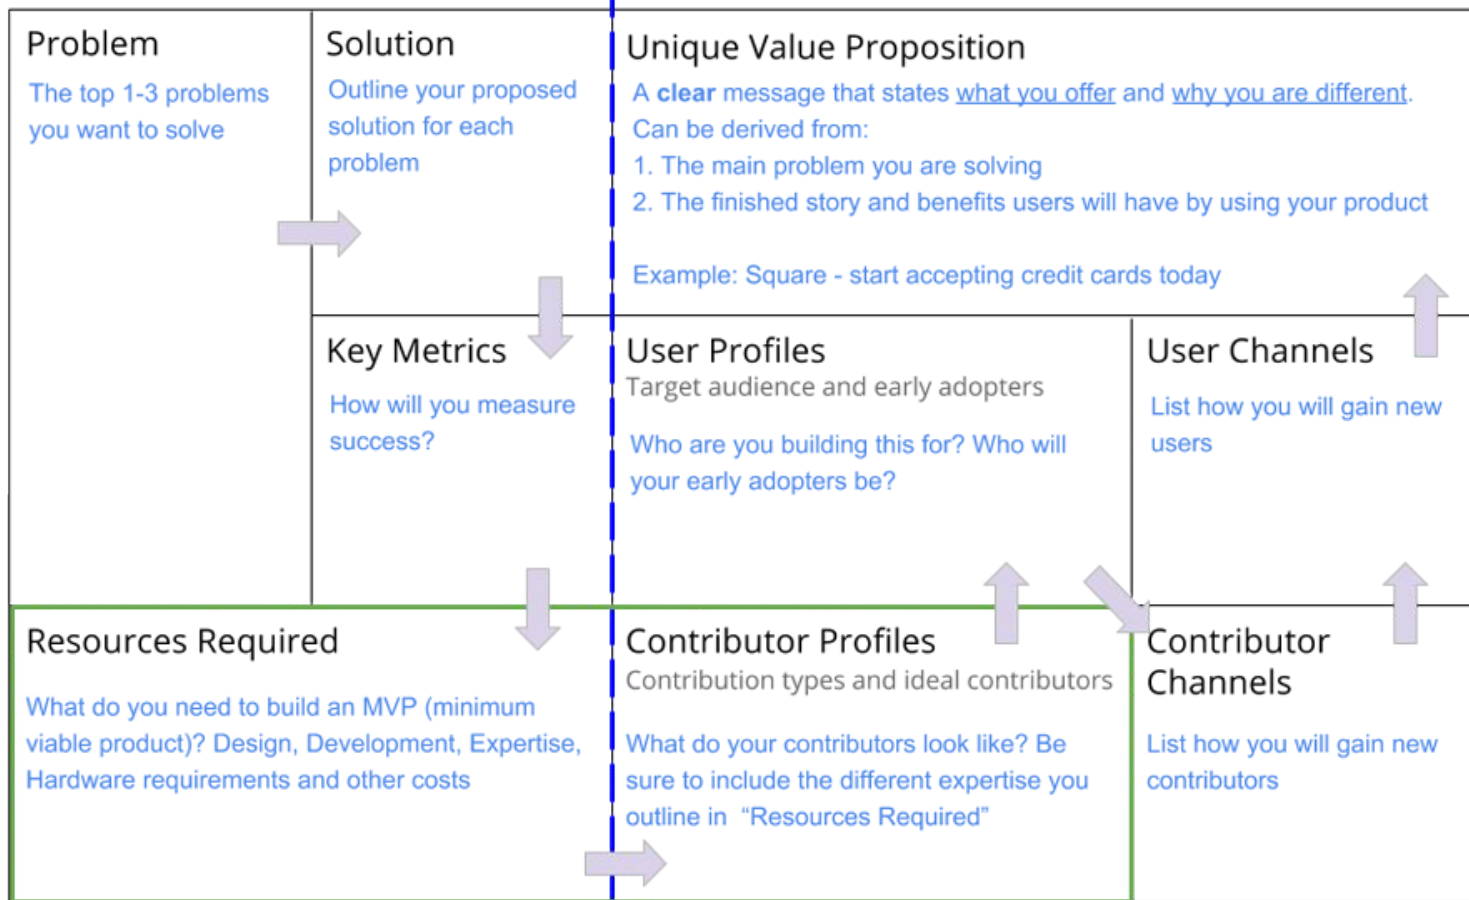 Problem
The top 1-3 problems
you want to solve
Solution
Outline your proposed
solution for each
problem
Unique Value Proposition
A clear message that states what you offer and why you are different.
Can be derived from:
1. The main problem you are solving
2. The finished story and benefits users will have by using your product
Example: Square - start accepting credit cards today
Key Metrics
How will you measure
success?
User Profiles
Target audience and early adopters
Who are you building this for? Who will
your early adopters be?
User Channels
List how you will gain new
users
Resources Required
What do you need to build an MVP (minimum
viable product)? Design, Development, Expertise,
Hardware requirements and other costs
Contributor Profiles
Contribution types and ideal contributors
What do your contributors look like? Be
sure to include the different expertise you
outline in  “Resources Required”
Contributor
Channels
List how you will gain new
contributors